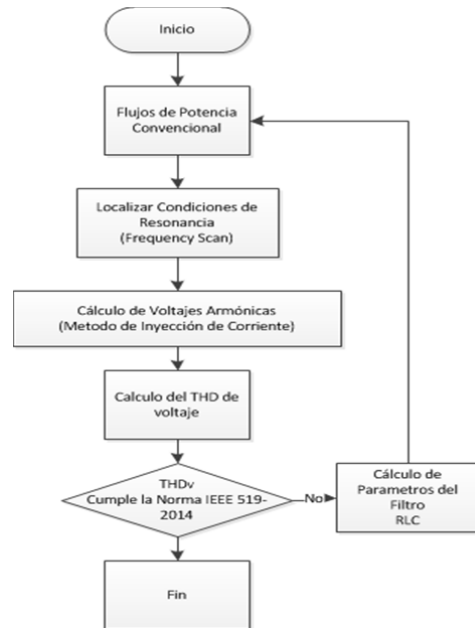 Inicio
Flujos de Potencia
Convencional
Localizar Condiciones de
Resonancia
(Frequency Scan)
Cálculo de Voltajes Armónicas
(Metodo de Inyección de Corriente)
Calculo del THD de
voltaje
THDv
Cumple la Norma IEEE 519-
2014
No
Cálculo de
Parametros del
Filtro
RLC
Fin